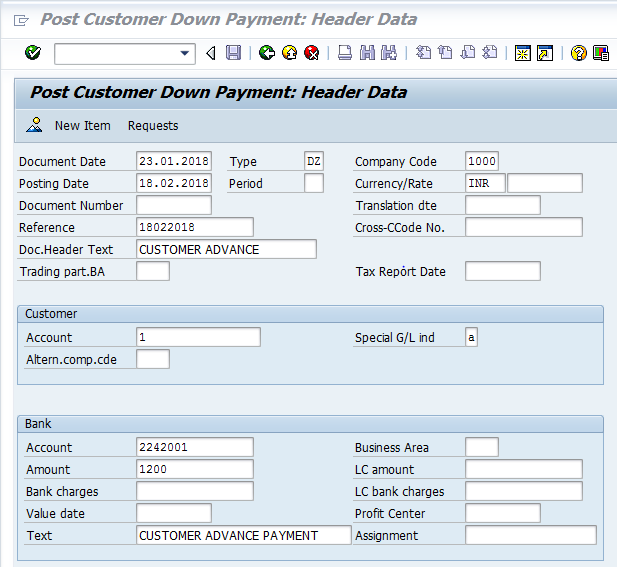 Post Customer Down Payment: Header Data
Post Customer Down Payment: Header Data
New Item Requests
Document Date 23.01.2018 Type DZ Company Code 1000
Posting Date 18.02.2018 Period Currency/Rate INR
Document Number Translation dte
Reference 18022018 Cross-CCode No.
Doc.Header Text CUSTOMER ADVANCE
Trading part.BA Tax Report Date
Customer
Account 1 Special G/L ind a
Altern.comp.cde
Bank
Account 2242001 Business Area
Amount 1200 LC amount
Bank charges LC bank charges
Value date Profit Center
Text CUSTOMER ADVANCE PAYMENT Assignment